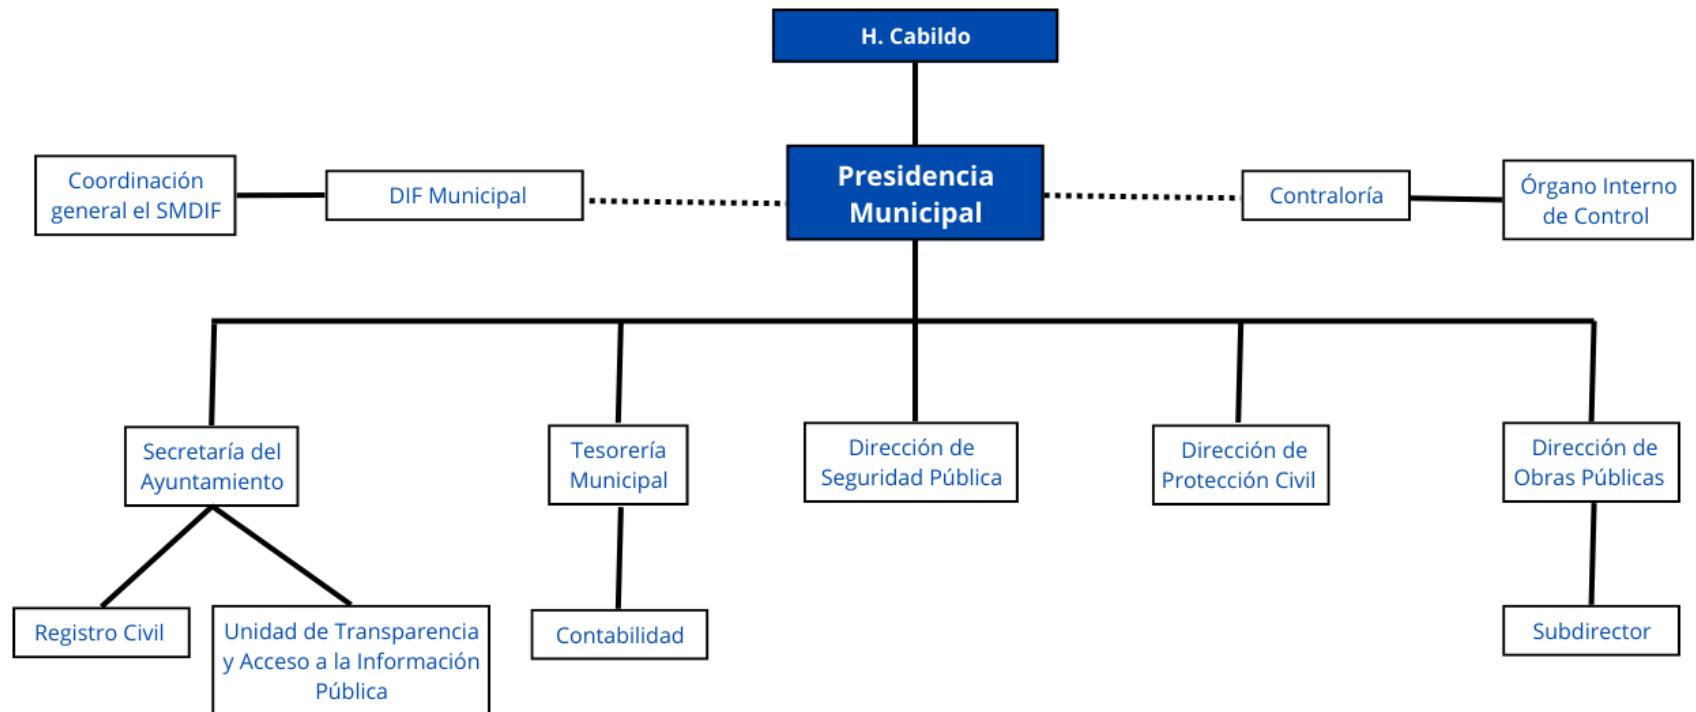 H. Cabildo
Presidencia
Municipal
Coordinación
general el SMDIF
DIF Municipal
Contraloría
Órgano Interno
de Control
Secretaría del
Ayuntamiento
Tesorería
Municipal
Dirección de
Seguridad Pública
Dirección de
Protección Civil
Dirección de
Obras Públicas
Registro Civil
Unidad de Transparencia
y Acceso a la Información
Pública
Contabilidad
Subdirector